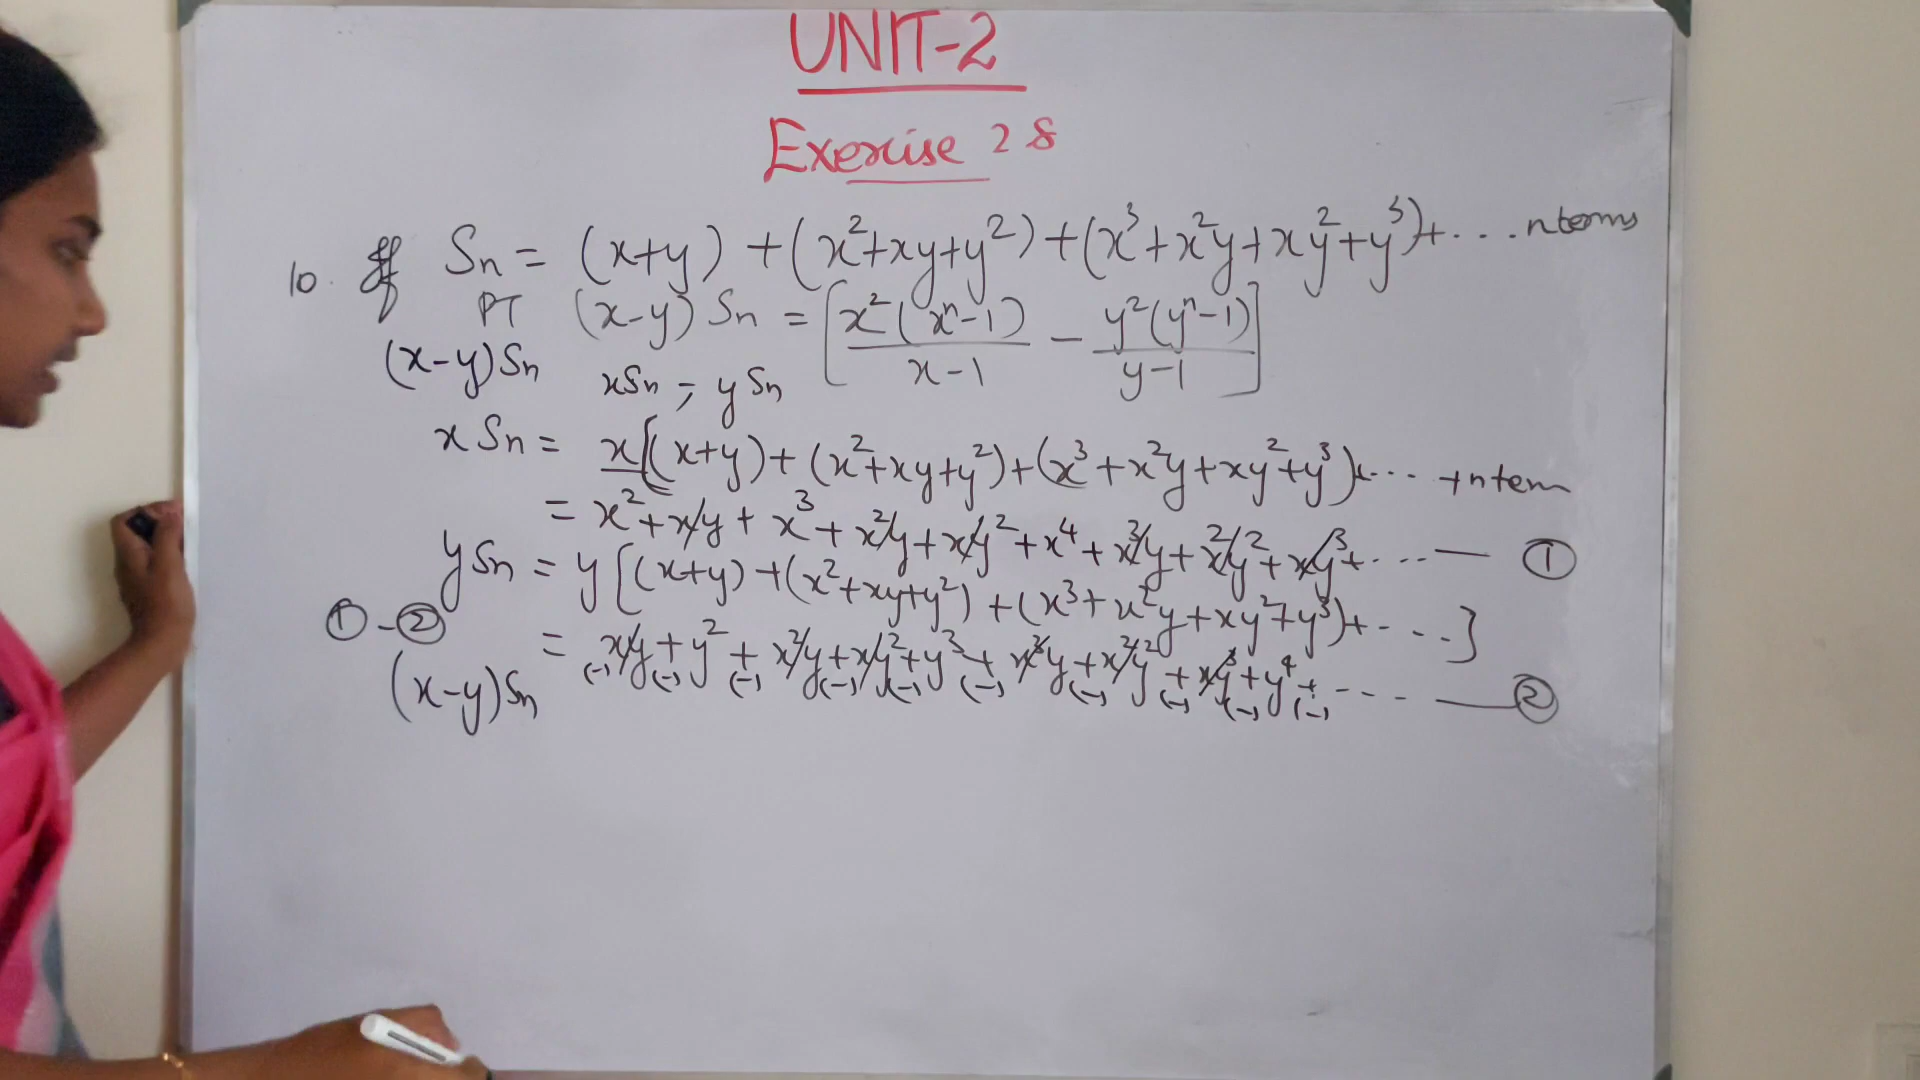 UNIT-2
Exercise 2.8
10. If Sn = (x+y) + (x²+xy+y²) + (x³+x²y+xy²+y³)+....n terms
PT (x-y) Sn = [x²(xⁿ-1)/x-1 - y²(yⁿ-1)/y-1]
(x-y)Sn xSn - ySn
xSn = x[(x+y)+(x²+xy+y²)+(x³+x²y+xy²+y³)+.... +nterm
= x²+xy+x³+x²y+xy²+x⁴+x³y+x²y²+xy³+.... — ①
ySn = y[(x+y)+(x²+xy+y²)+(x³+x²y+xy²+y³)+....]
①-②
= xy+y²+x²y+xy²+y³+x³y+x²y²+xy³+y⁴+.... — ②
(-) (-) (-) (-) (-) (-) (-) (-) (-) (-)
(x-y)Sn